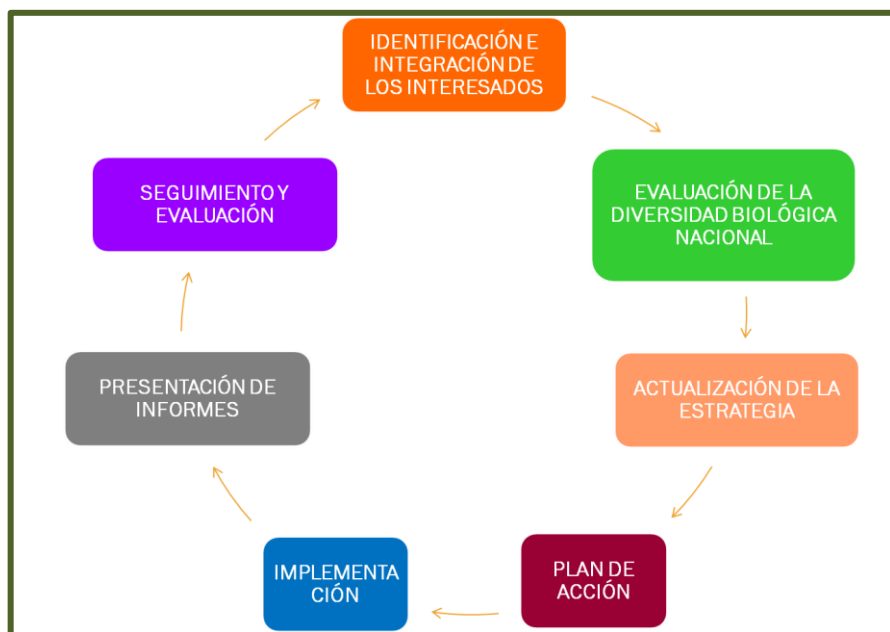 IDENTIFICACIÓN E
INTEGRACIÓN DE
LOS INTERESADOS
EVALUACIÓN DE LA
DIVERSIDAD BIOLÓGICA
NACIONAL
ACTUALIZACIÓN DE LA
ESTRATEGIA
PLAN DE
ACCIÓN
IMPLEMENTA
CIÓN
PRESENTACIÓN DE
INFORMES
SEGUIMIENTO Y
EVALUACIÓN